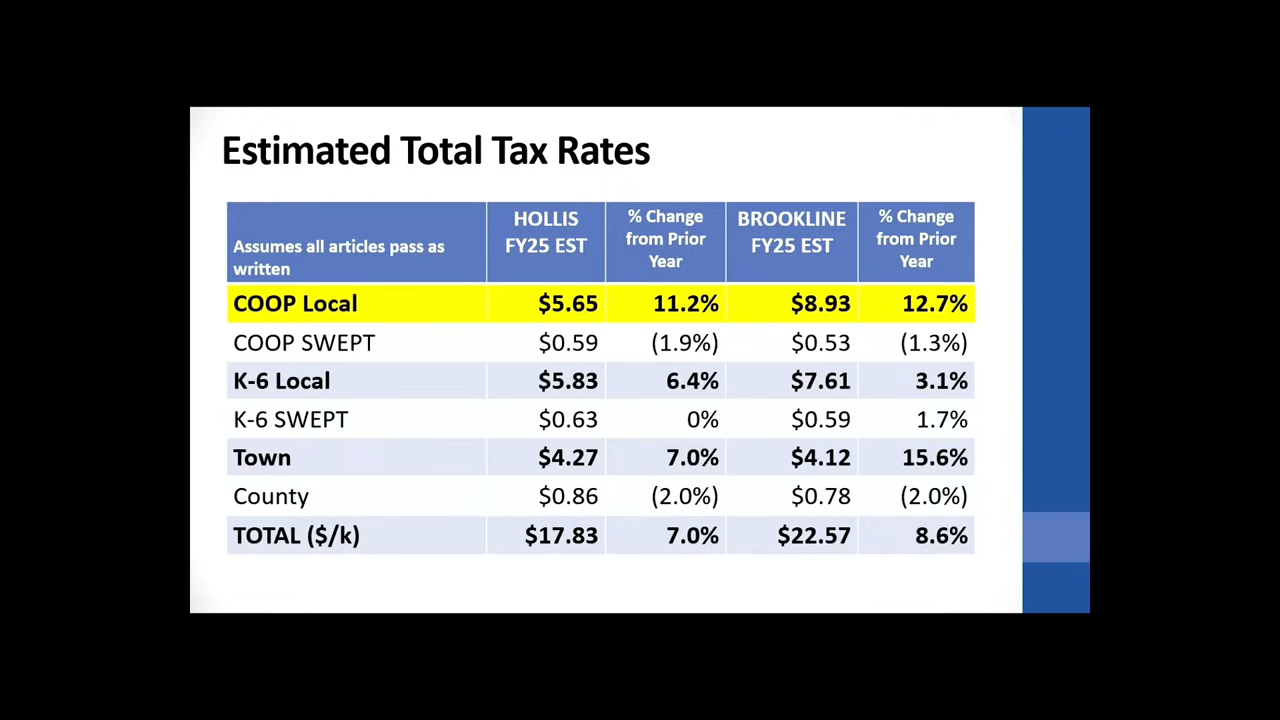 Estimated Total Tax Rates
Assumes all articles pass as
written
HOLLIS
FY25 EST
% Change
from Prior
Year
BROOKLINE
FY25 EST
% Change
from Prior
Year
COOP Local $5.65 11.2% $8.93 12.7%
COOP SWEPT $0.59 (1.9%) $0.53 (1.3%)
K-6 Local $5.83 6.4% $7.61 3.1%
K-6 SWEPT $0.63 0% $0.59 1.7%
Town $4.27 7.0% $4.12 15.6%
County $0.86 (2.0%) $0.78 (2.0%)
TOTAL ($/k) $17.83 7.0% $22.57 8.6%